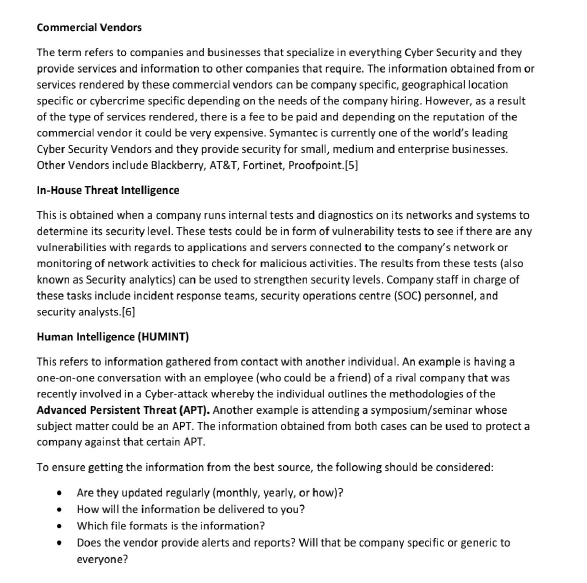 Commercial Vendors
The term refers to companies and businesses that specialize in everything Cyber Security and they
provide services and information to other companies that require. The information obtained from or
services rendered by these commercial vendors can be company specific, geographical location
specific or cybercrime specific depending on the needs of the company hiring. However, as a result
of the type of services rendered, there is a fee to be paid and depending on the reputation of the
commercial vendor it could be very expensive. Symantec is currently one of the world's leading
Cyber Security Vendors and they provide security for small, medium and enterprise businesses.
Other Vendors include Blackberry, AT&T, Fortinet, Proofpoint.[5]
In-House Threat Intelligence
This is obtained when a company runs internal tests and diagnostics on its networks and systems to
determine its security level. These tests could be in form of vulnerability tests to see if there are any
vulnerabilities with regards to applications and servers connected to the company's network or
monitoring of network activities to check for malicious activities. The results from these tests (also
known as Security analytics) can be used to strengthen security levels. Company staff in charge of
these tasks include incident response teams, security operations centre (SOC) personnel, and
security analysts.[6]
Human Intelligence (HUMINT)
This refers to information gathered from contact with another individual. An example is having a
one-on-one conversation with an employee (who could be a friend) of a rival company that was
recently involved in a Cyber-attack whereby the individual outlines the methodologies of the
Advanced Persistent Threat (APT). Another example is attending a symposium/seminar whose
subject matter could be an APT. The information obtained from both cases can be used to protect a
company against that certain APT.
To ensure getting the information from the best source, the following should be considered:
• Are they updated regularly (monthly, yearly, or how)?
• How will the information be delivered to you?
• Which file formats is the information?
• Does the vendor provide alerts and reports? Will that be company specific or generic to
everyone?